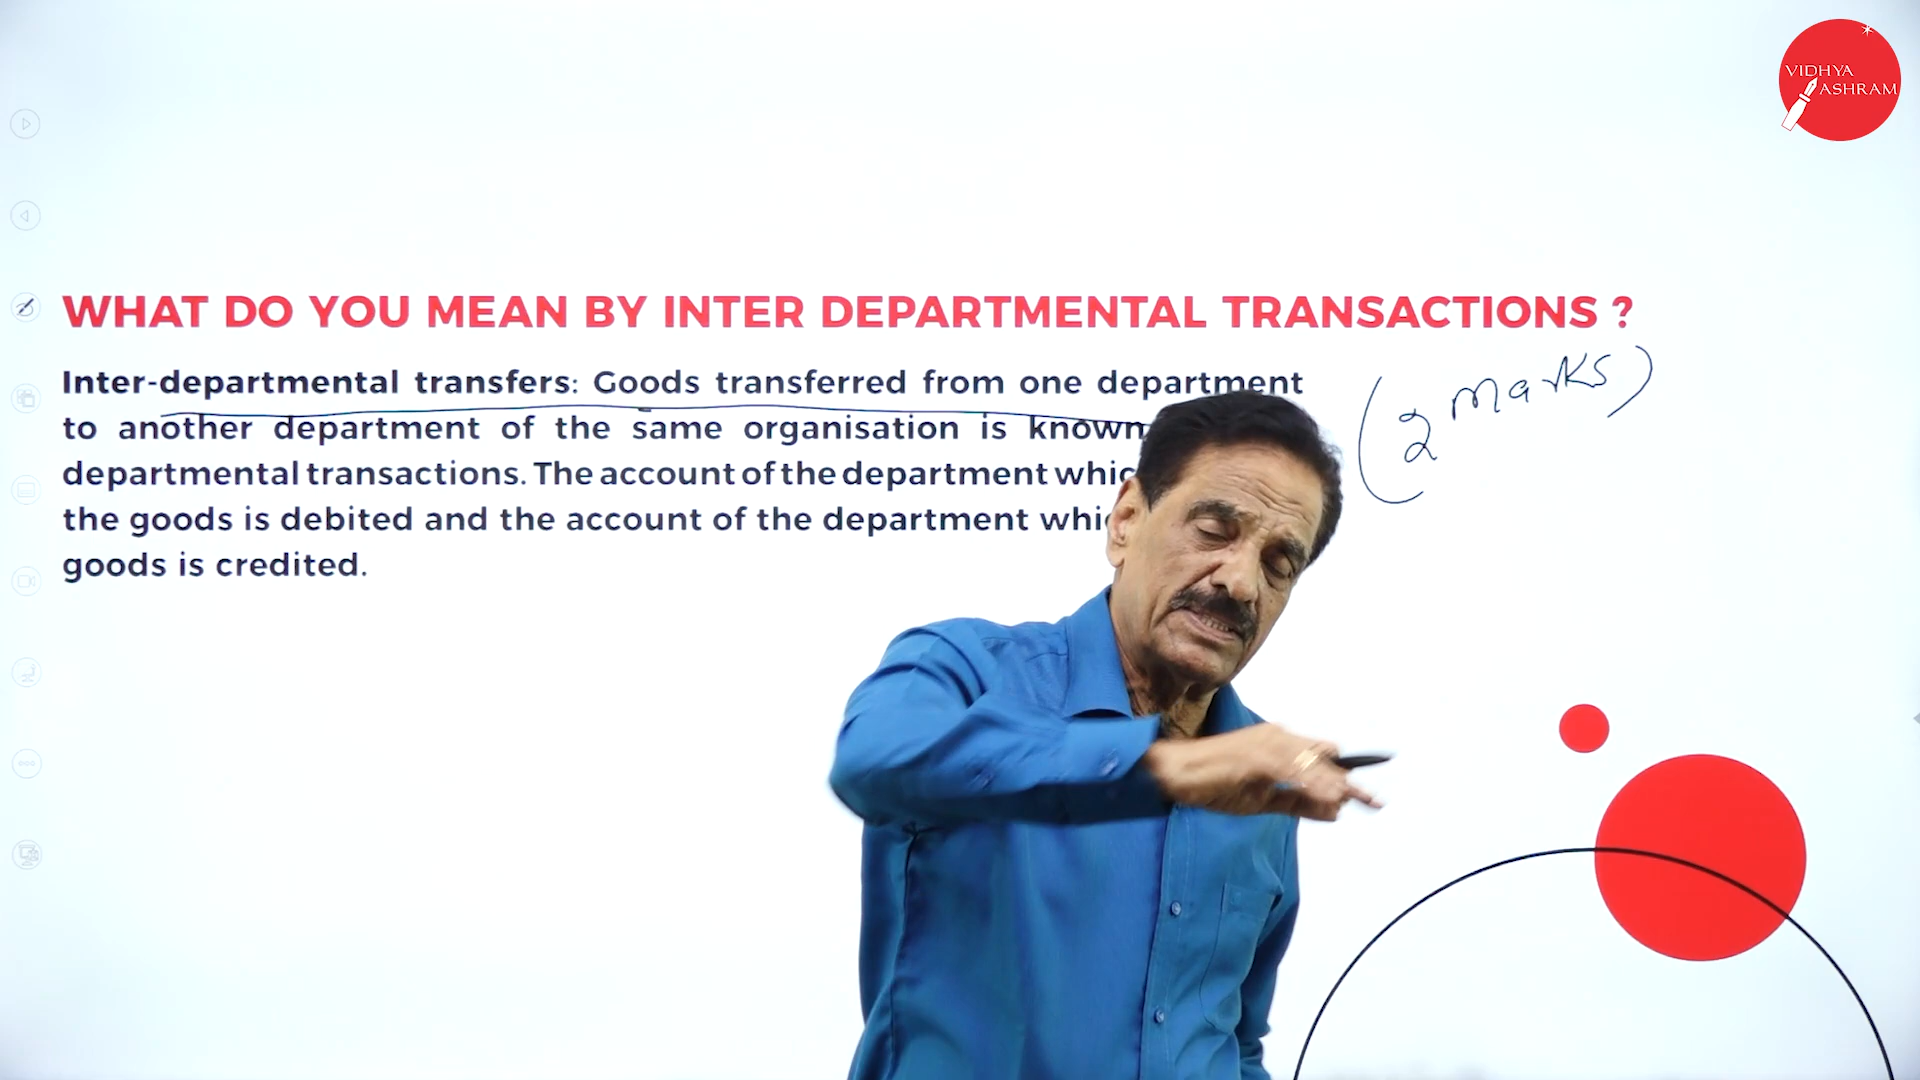 VIDHYA
ASHRAM
WHAT DO YOU MEAN BY INTER DEPARTMENTAL TRANSACTIONS ?
Inter-departmental transfers: Goods transferred from one department
(2 marks)
to another department of the same organisation is known
departmental transactions. The account of the department
the goods is debited and the account of the department
goods is credited.